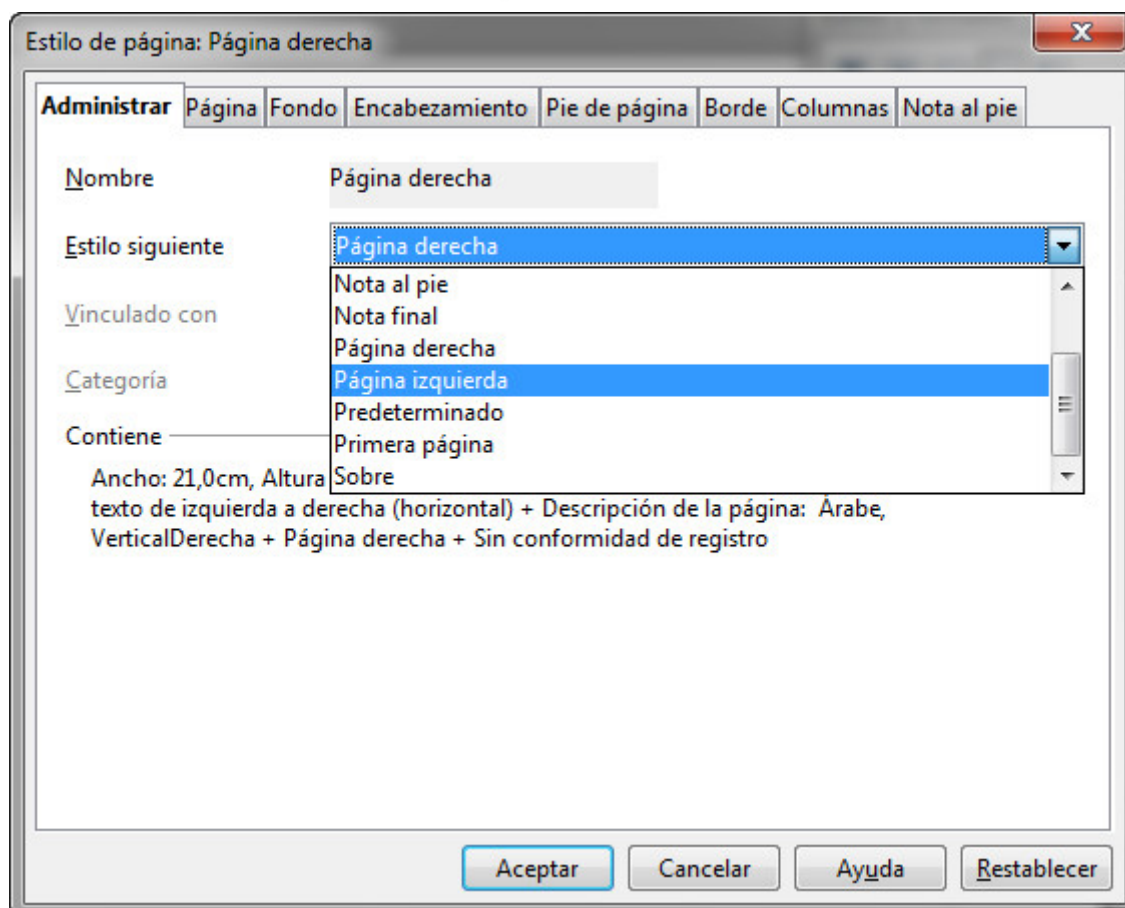 Estilo de página: Página derecha
Administrar Página Fondo Encabezamiento Pie de página Borde Columnas Nota al pie
Nombre Página derecha
Estilo siguiente Página derecha
Nota al pie
Vinculado con Nota final
Página derecha
Categoría Página izquierda
Predeterminado
Contiene Primera página
Ancho: 21,0cm, Altura Sobre
texto de izquierda a derecha (horizontal) + Descripción de la página: Árabe,
VerticalDerecha + Página derecha + Sin conformidad de registro
Aceptar Cancelar Ayuda Restablecer